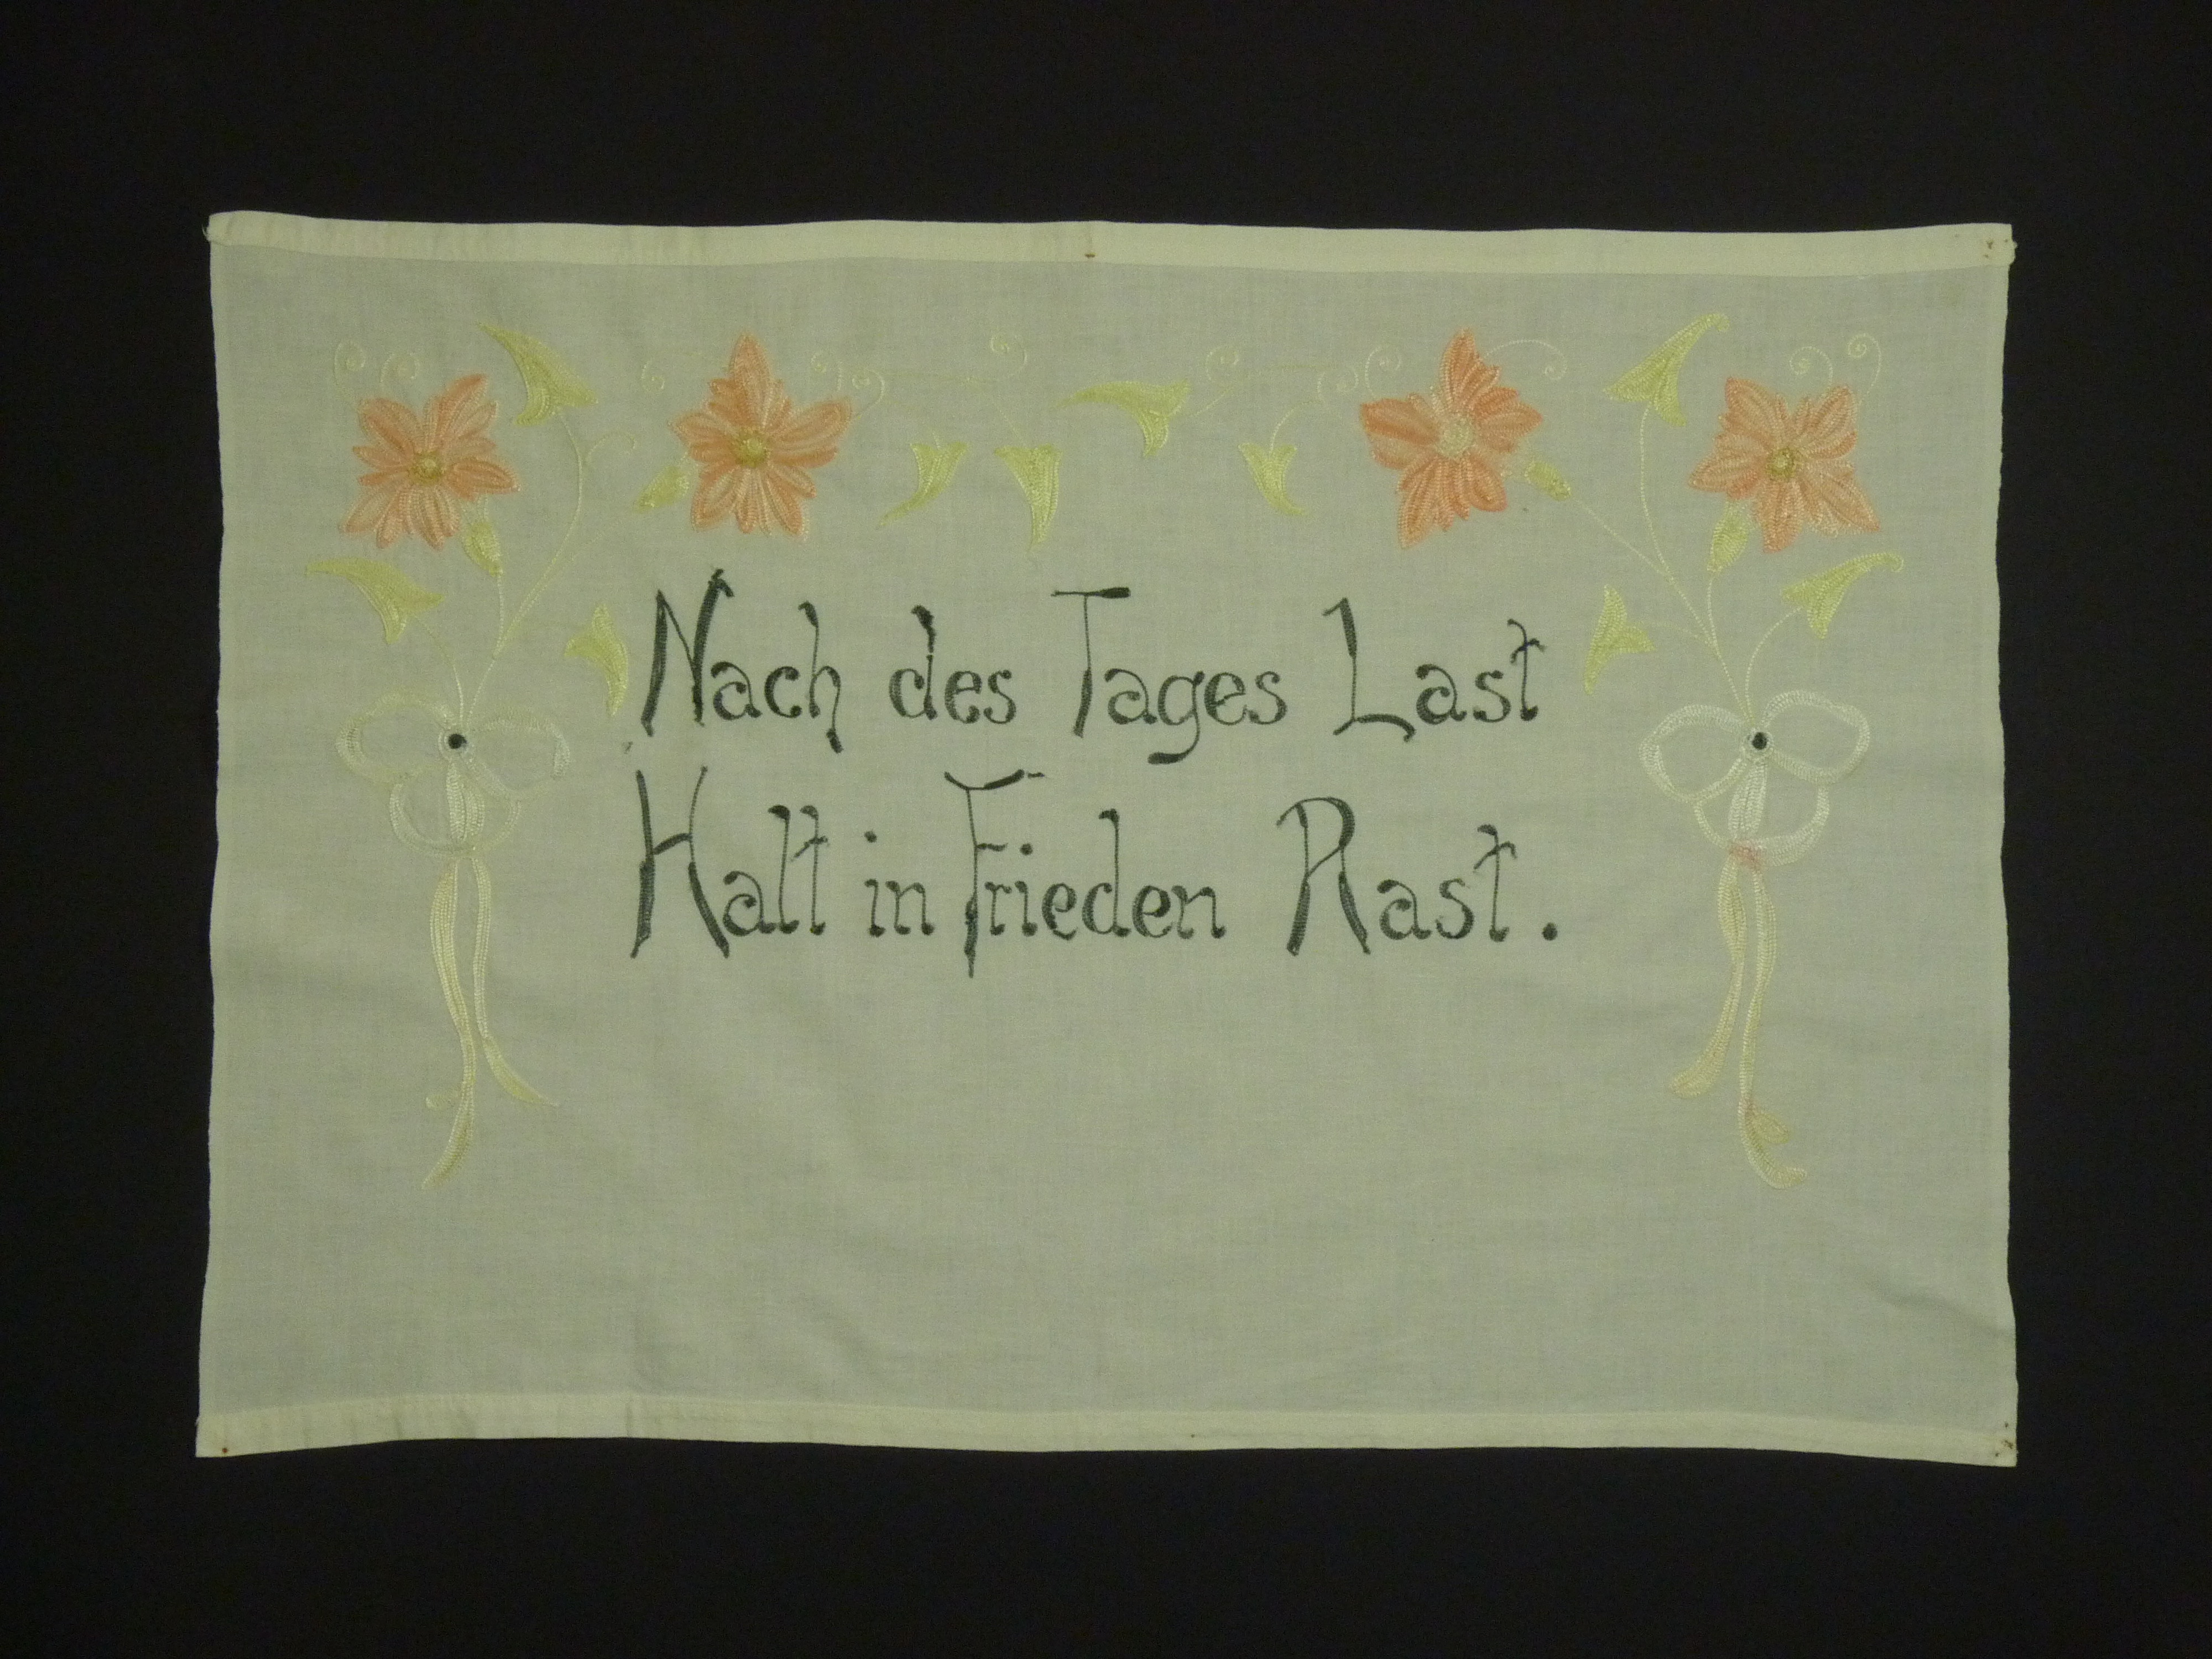 Nach des Tages Last
Halt in Frieden Rast.